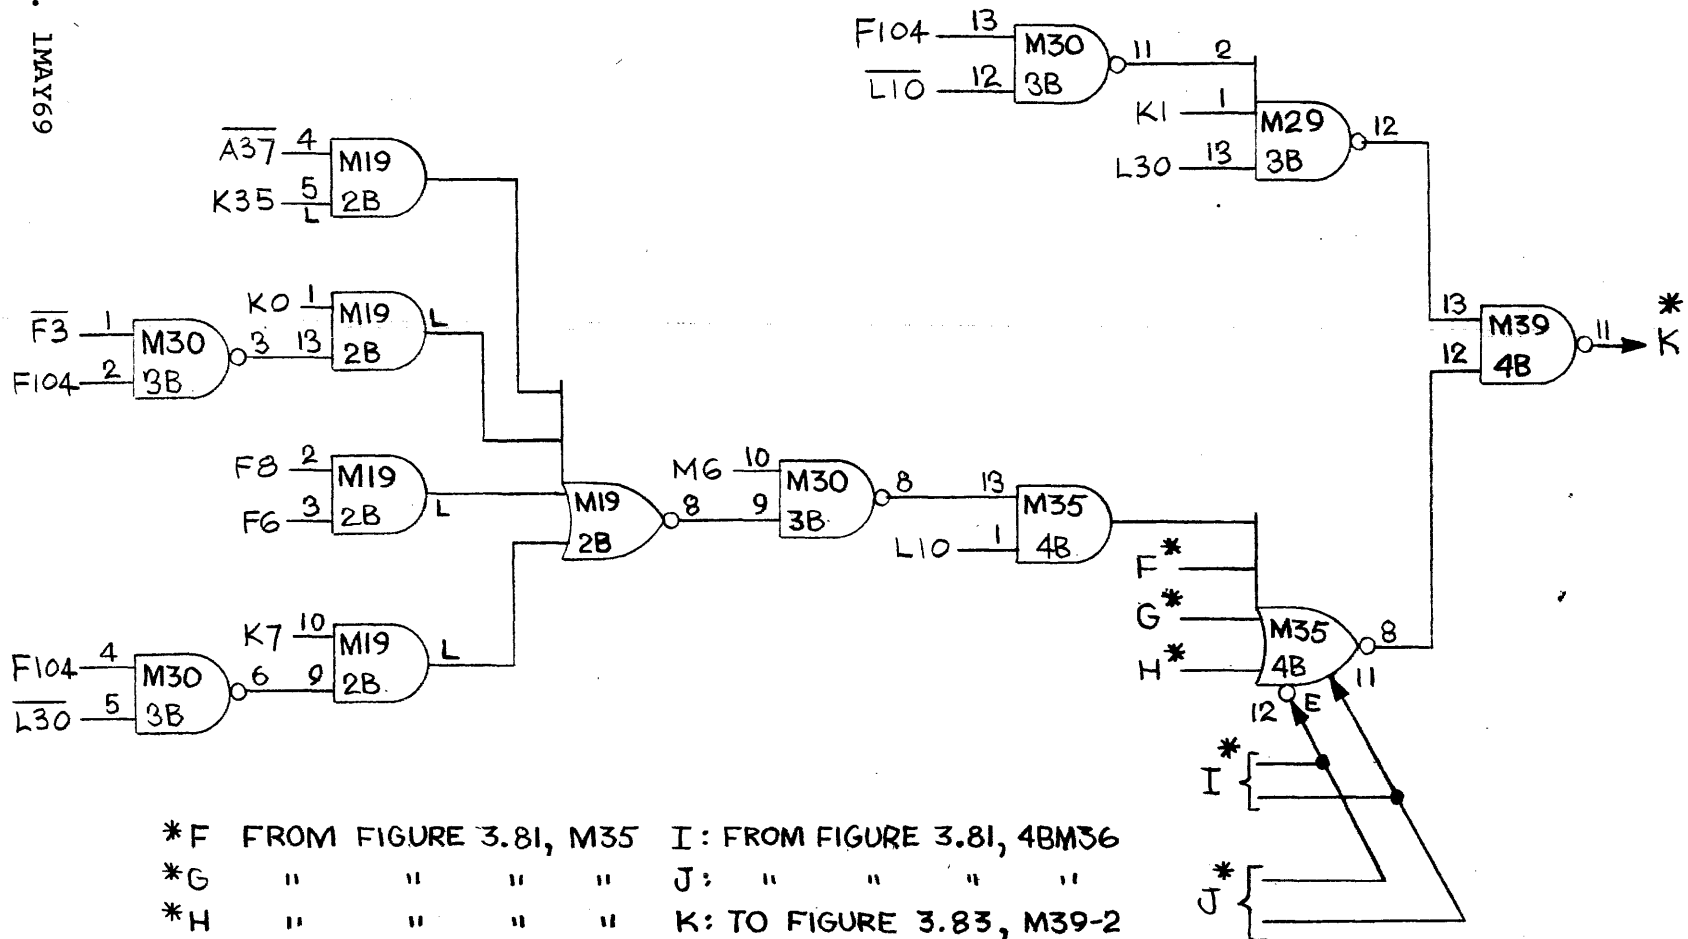 1MAY69
F104 13 M30 11 2
L10 12 3B
K1 1 M29 12
L30 13 3B
A37 4 M19
K35 5 2B
L
K0 1 M19 L
F3 1 M30 3 13 2B
F104 2 3B
13 M39 11 * K
12 4B
F8 2 M19
F6 3 2B L
M19 8
2B
M6 10 M30 8 13 M35
9 3B
L10 1 4B
F*
G*
H*
M35 8
4B
12 E 11
K7 10 M19 L
F104 4 M30 6 9 2B
L30 5 3B
I*
J*
*F FROM FIGURE 3.81, M35 I: FROM FIGURE 3.81, 4BM36
*G " " " " J: " " " "
*H " " " " K: TO FIGURE 3.83, M39-2